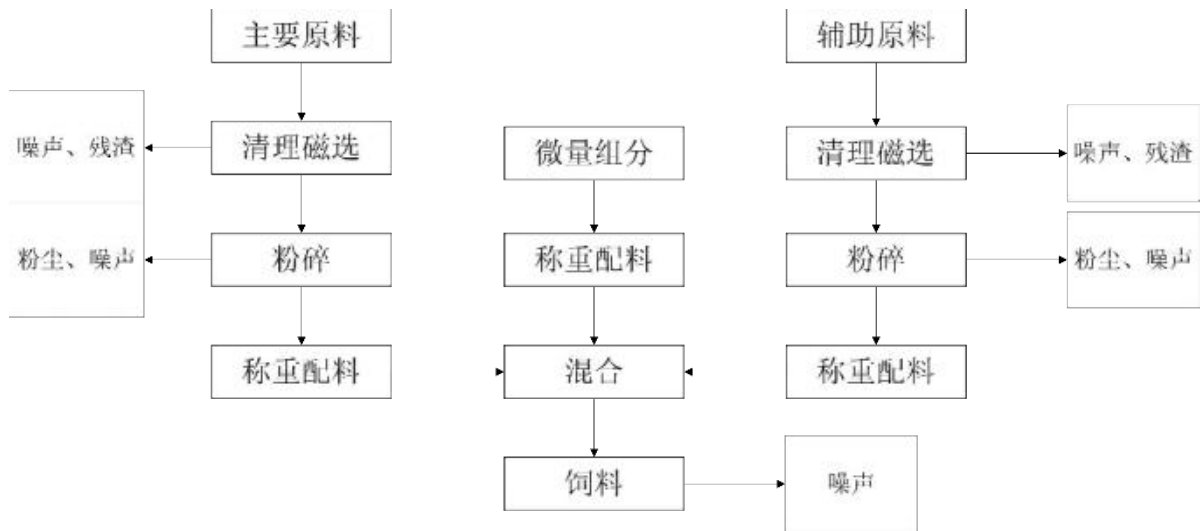 主要原料
辅助原料
噪声、残渣
清理磁选
微量组分
清理磁选
噪声、残渣
粉尘、噪声
粉碎
称重配料
粉碎
粉尘、噪声
称重配料
混合
称重配料
饲料
噪声